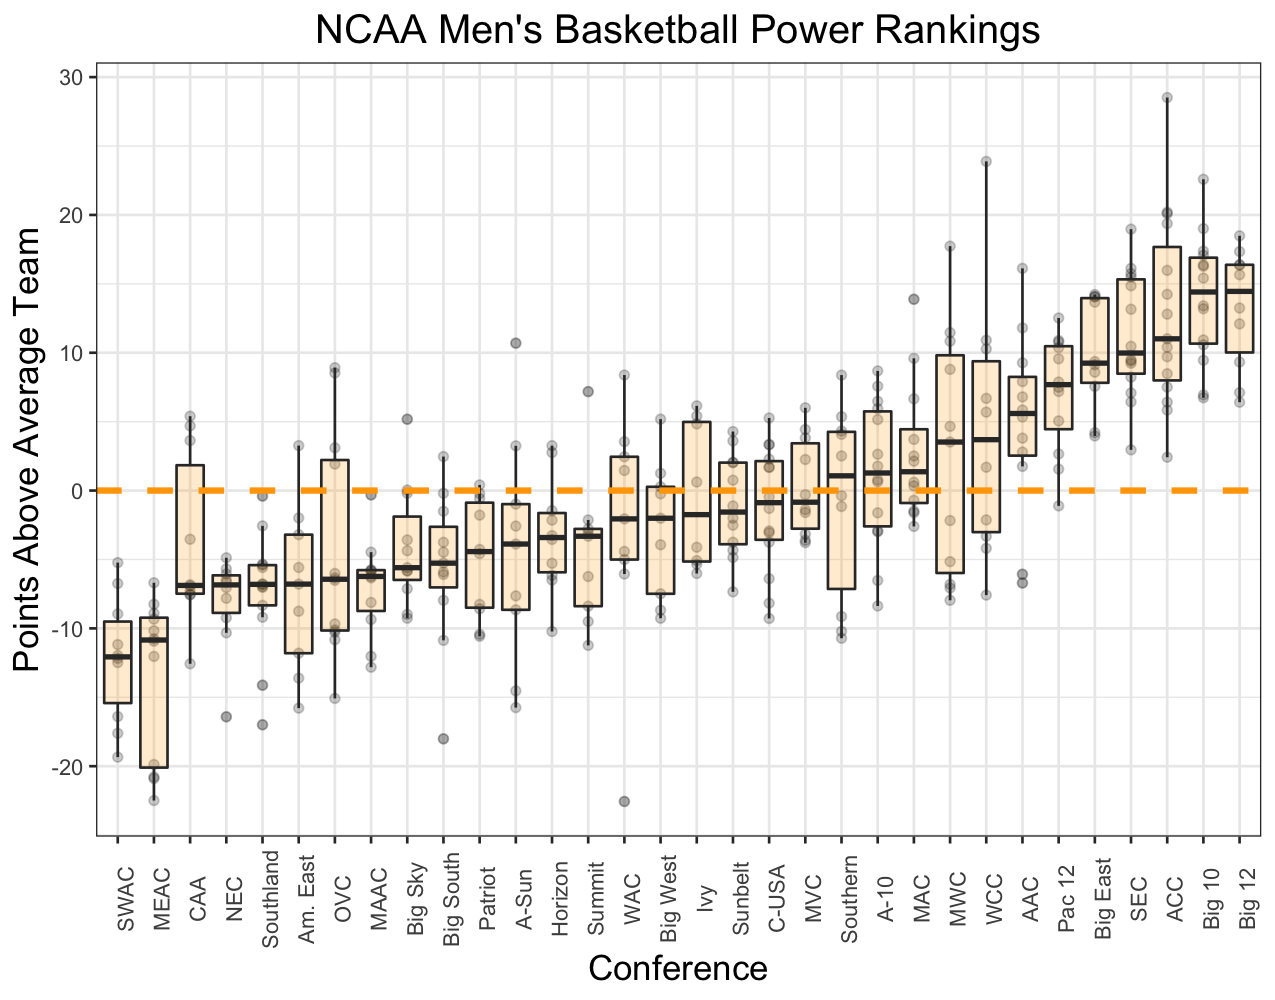 NCAA Men's Basketball Power Rankings
Points Above Average Team
30
20
10
0
-10
-20
SWAC
MEAC
CAA
NEC
Southland
Am. East
OVC
MAAC
Big Sky
Big South
Patriot
A-Sun
Horizon
Summit
WAC
Big West
Ivy
Sunbelt
C-USA
MVC
Southern
A-10
MAC
MWC
WCC
AAC
Pac 12
Big East
SEC
ACC
Big 10
Big 12
Conference